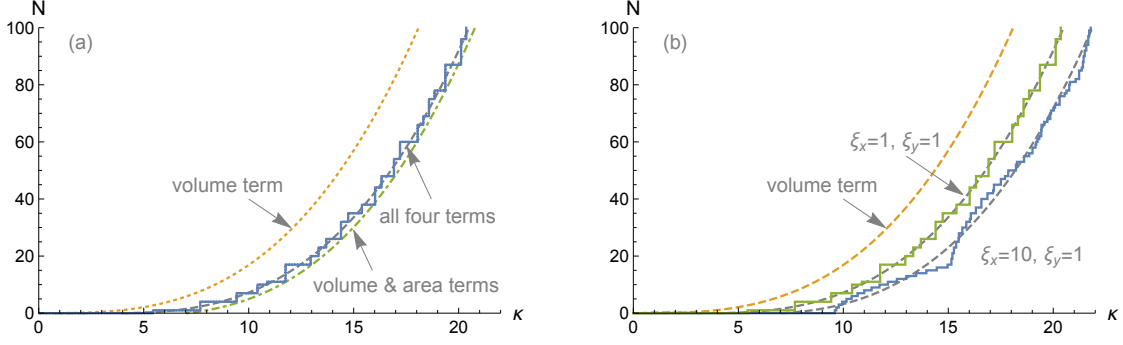 N
(a)
100
80
60
40
20
0
volume term
all four terms
volume & area terms
0 5 10 15 20 κ
N
(b)
100
80
60
40
20
0
ξx=1, ξy=1
volume term
ξx=10, ξy=1
0 5 10 15 20 κ